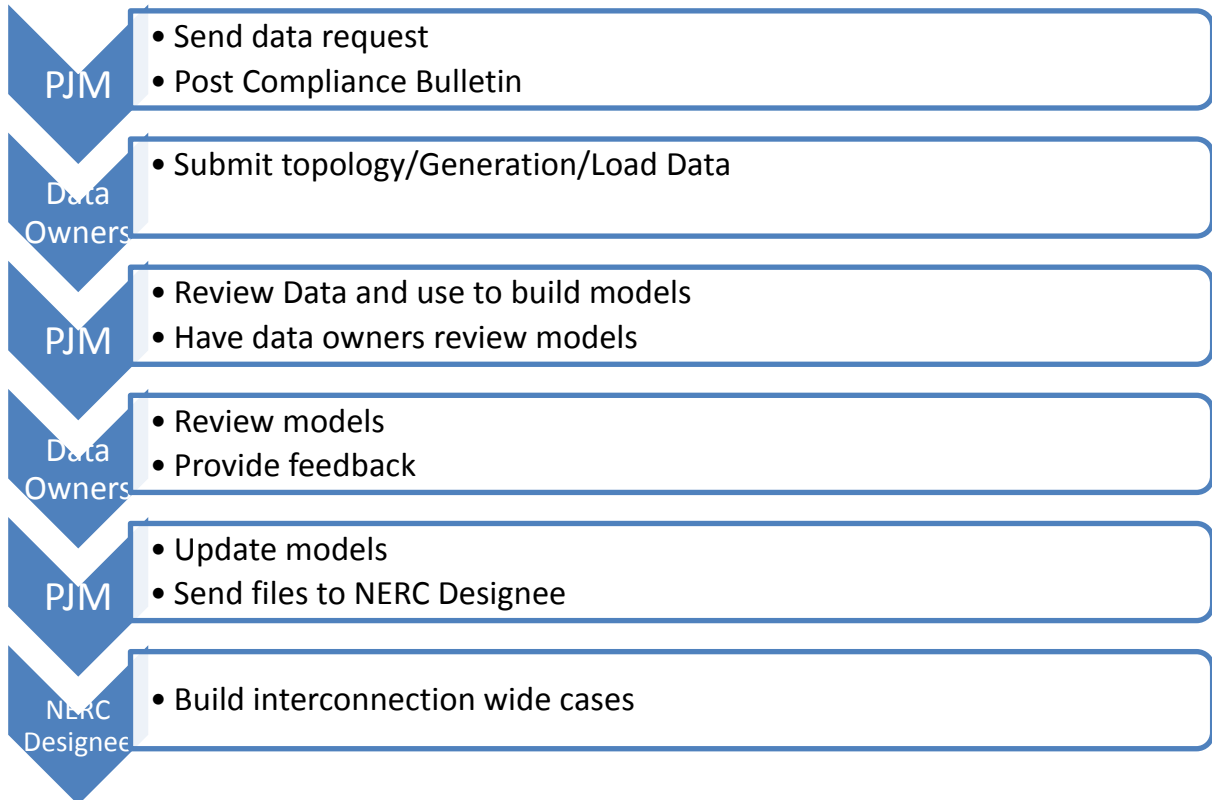 PJM
• Send data request
• Post Compliance Bulletin
Data
Owners
• Submit topology/Generation/Load Data
PJM
• Review Data and use to build models
• Have data owners review models
Data
Owners
• Review models
• Provide feedback
PJM
• Update models
• Send files to NERC Designee
NERC
Designee
• Build interconnection wide cases